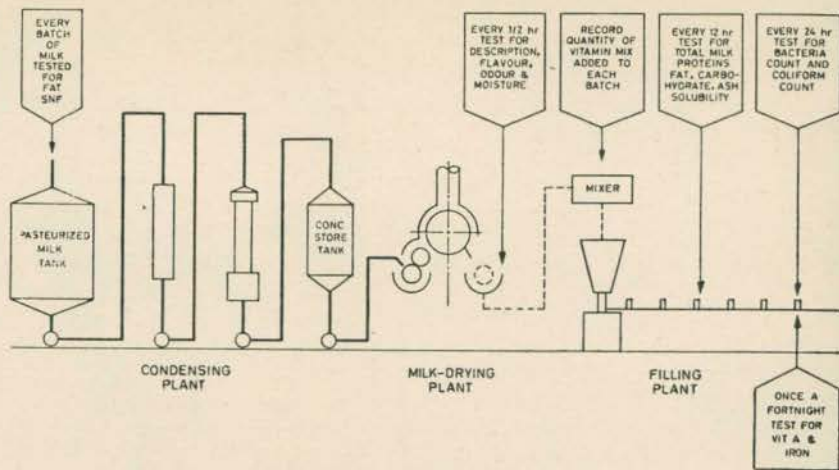 EVERY
BATCH
OF
MILK
TESTED
FOR
FAT
SNF
EVERY 1/2 hr
TEST FOR
DESCRIPTION,
FLAVOUR,
ODOUR &
MOISTURE
RECORD
QUANTITY OF
VITAMIN MIX
ADDED TO
EACH
BATCH
EVERY 12 hr
TEST FOR
TOTAL MILK
PROTEINS
FAT, CARBO-
HYDRATE, ASH
SOLUBILITY
EVERY 24 hr
TEST FOR
BACTERIA
COUNT AND
COLIFORM
COUNT
PASTEURIZED
MILK
TANK
CONC
STORE
TANK
MIXER
CONDENSING
PLANT
MILK-DRYING
PLANT
FILLING
PLANT
ONCE A
FORTNIGHT
TEST FOR
VIT A &
IRON